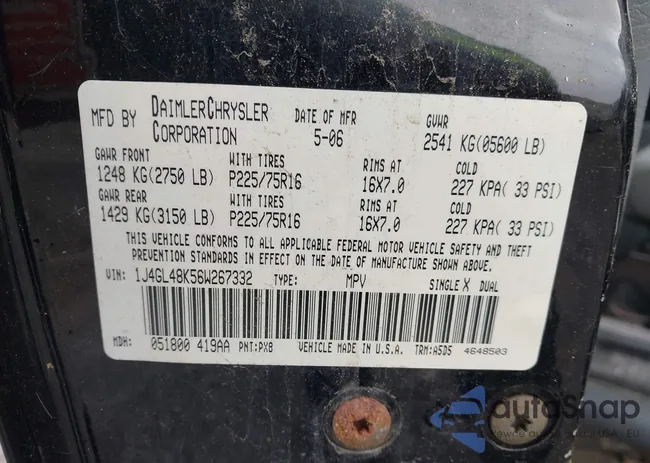 MFD BY DAIMLERCHRYSLER CORPORATION DATE OF MFR 5-06 GVWR 2541 KG(05600 LB)
GAWR FRONT WITH TIRES RIMS AT COLD
1248 KG(2750 LB) P225/75R16 16X7.0 227 KPA( 33 PSI)
GAWR REAR WITH TIRES RIMS AT COLD
1429 KG(3150 LB) P225/75R16 16X7.0 227 KPA( 33 PSI)
THIS VEHICLE CONFORMS TO ALL APPLICABLE FEDERAL MOTOR VEHICLE SAFETY AND THEFT
PREVENTION STANDARDS IN EFFECT ON THE DATE OF MANUFACTURE SHOWN ABOVE.
VIN: 1J4GL48K56W267332 TYPE: MPV SINGLE X DUAL
MDH: 051800 419AA PNT:PX8 VEHICLE MADE IN U.S.A. TRM:A5D5 4648503
autoSnap